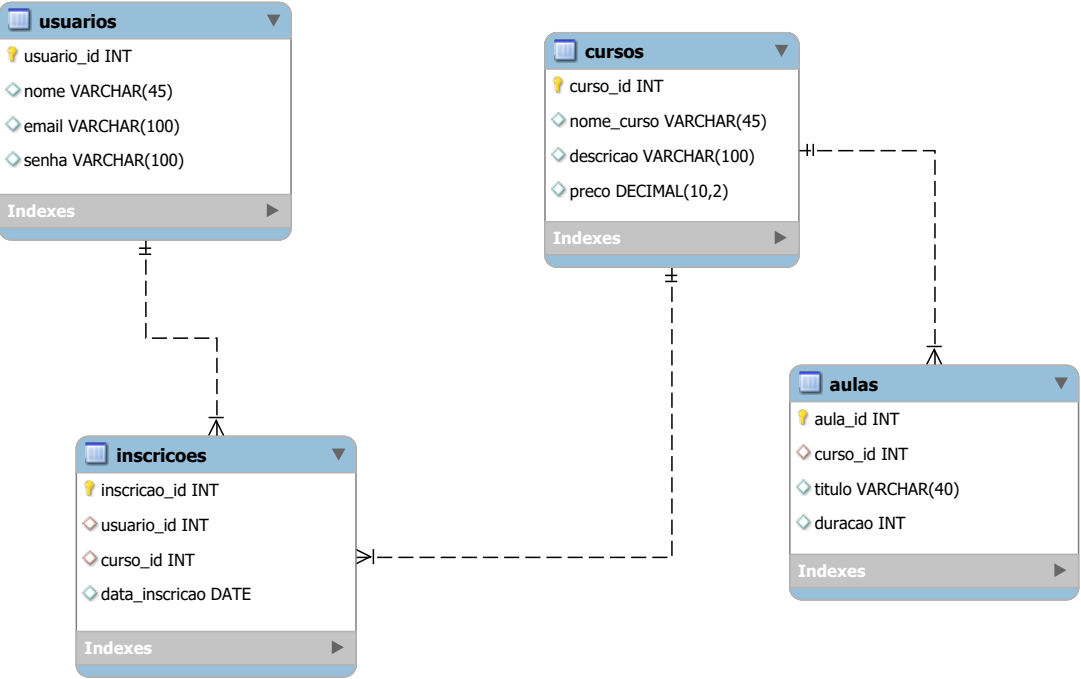 usuarios
usuario_id INT
nome VARCHAR(45)
email VARCHAR(100)
senha VARCHAR(100)
Indexes
cursos
curso_id INT
nome_curso VARCHAR(45)
descricao VARCHAR(100)
preco DECIMAL(10,2)
Indexes
inscricoes
inscricao_id INT
usuario_id INT
curso_id INT
data_inscricao DATE
Indexes
aulas
aula_id INT
curso_id INT
titulo VARCHAR(40)
duracao INT
Indexes